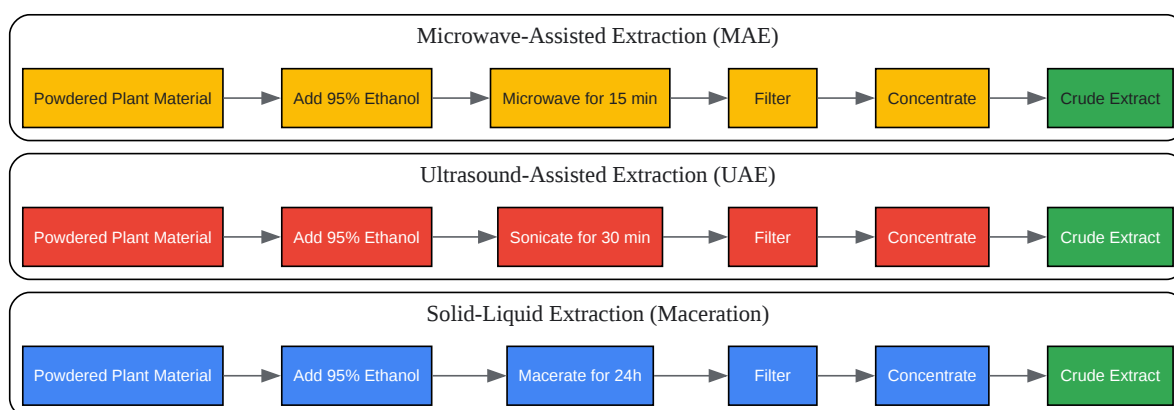 Microwave-Assisted Extraction (MAE)
Powdered Plant Material
Add 95% Ethanol
Microwave for 15 min
Filter
Concentrate
Crude Extract
Ultrasound-Assisted Extraction (UAE)
Powdered Plant Material
Add 95% Ethanol
Sonicate for 30 min
Filter
Concentrate
Crude Extract
Solid-Liquid Extraction (Maceration)
Powdered Plant Material
Add 95% Ethanol
Macerate for 24h
Filter
Concentrate
Crude Extract